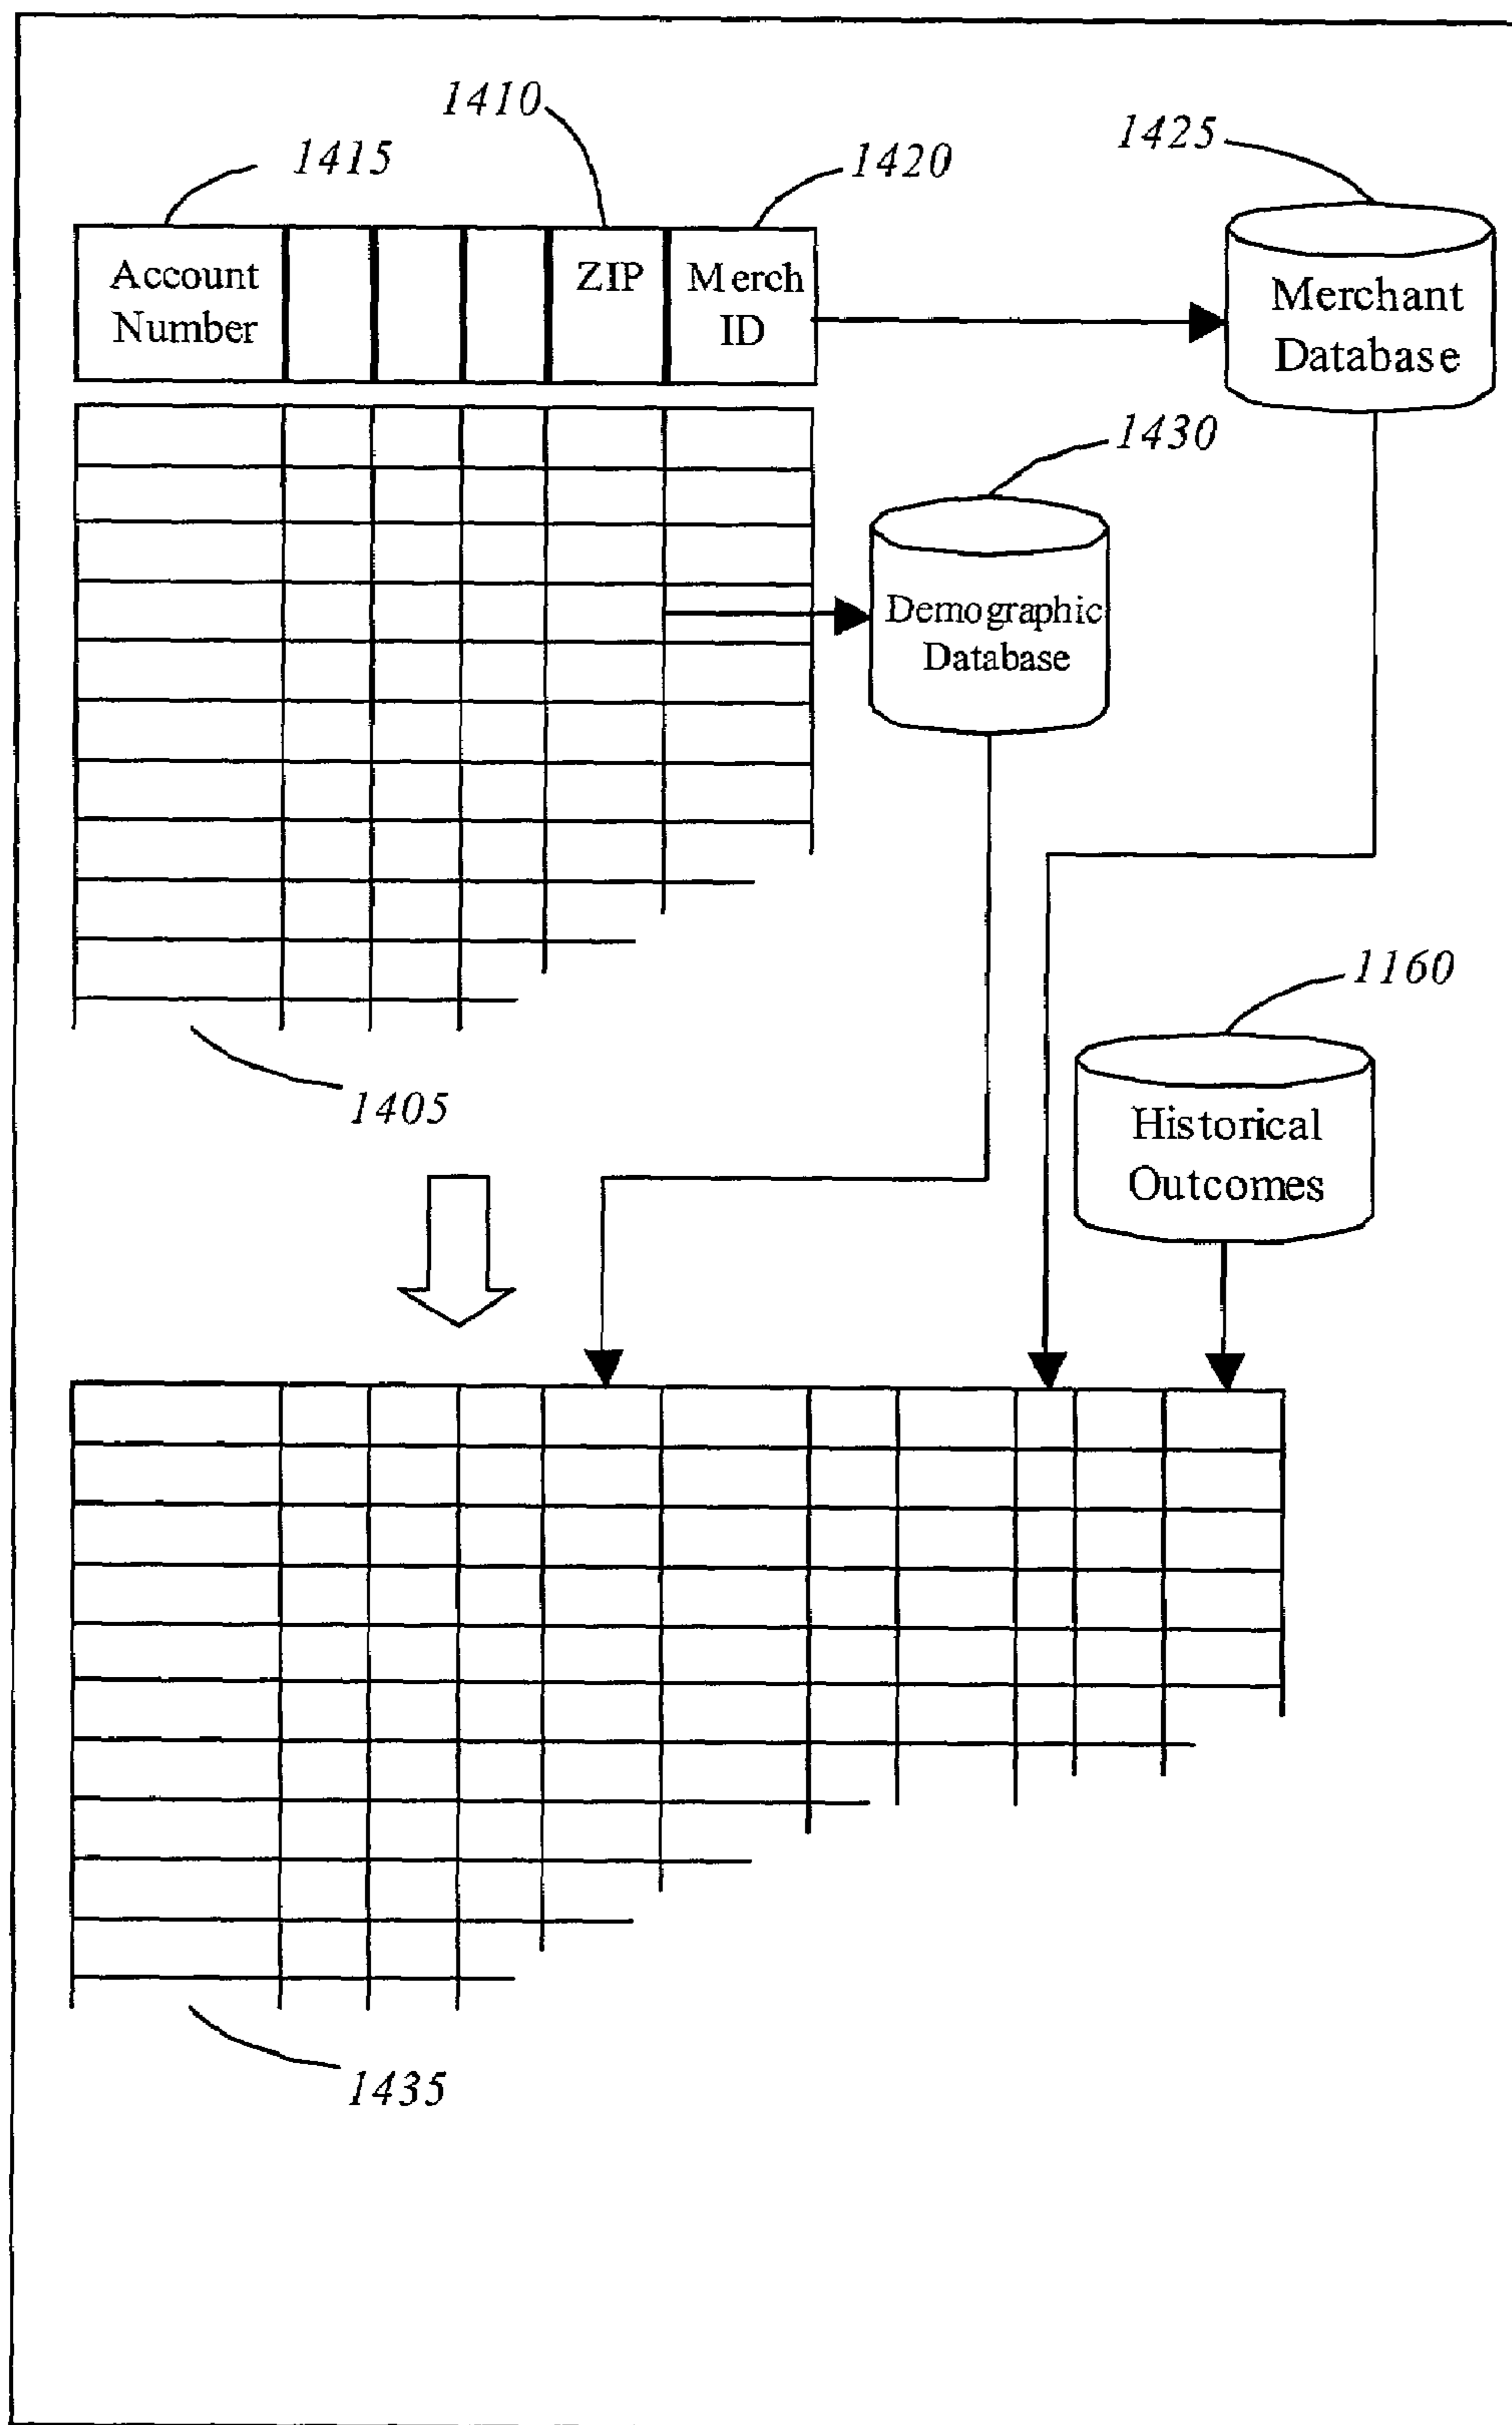 1410
1415
1420
1425
Account
Number
ZIP
Merch
ID
Merchant
Database
1430
Demographic
Database
1160
Historical
Outcomes
1405
1435